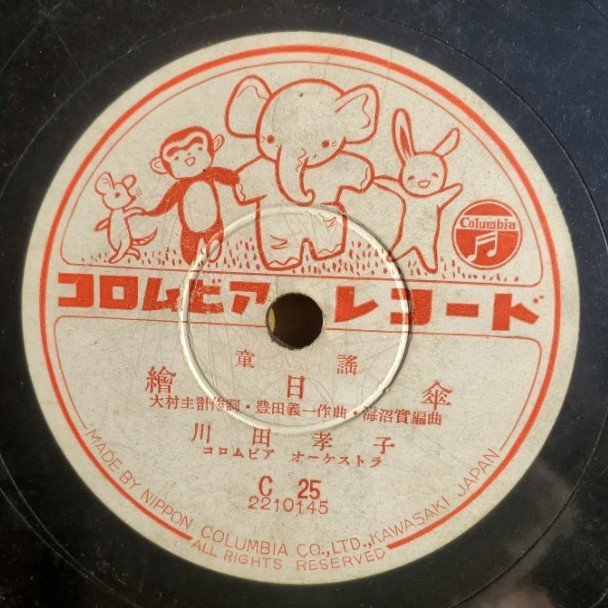 Columbia
コロムビアレコード
童謠
繪日傘
大村主計作詞・豊田義一作曲・海沼實編曲
川田孝子
コロムビア オーケストラ
C 25
2210145
MADE BY NIPPON COLUMBIA CO., LTD., KAWASAKI JAPAN
ALL RIGHTS RESERVED